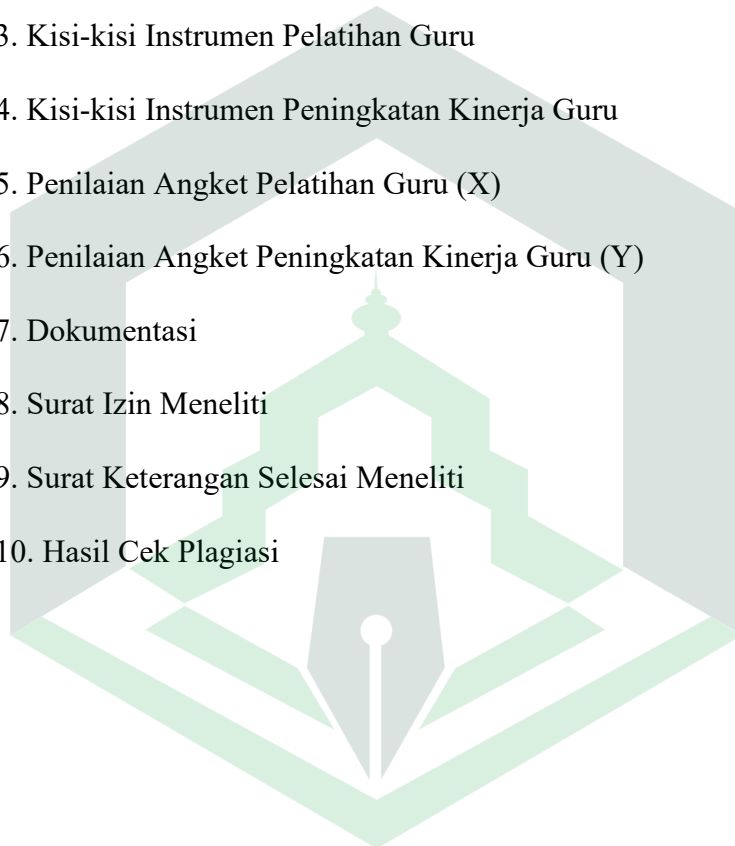 3. Kisi-kisi Instrumen Pelatihan Guru
4. Kisi-kisi Instrumen Peningkatan Kinerja Guru
5. Penilaian Angket Pelatihan Guru (X)
6. Penilaian Angket Peningkatan Kinerja Guru (Y)
7. Dokumentasi
8. Surat Izin Meneliti
9. Surat Keterangan Selesai Meneliti
10. Hasil Cek Plagiasi